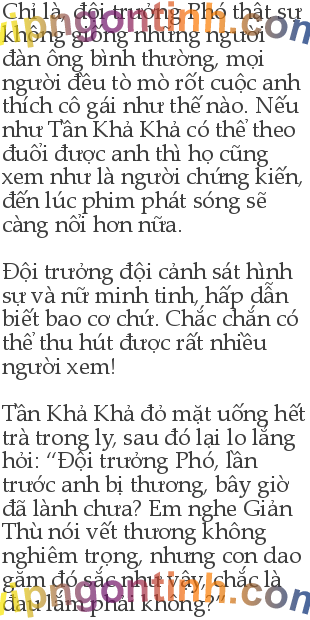 Chỉ là, đội trưởng Phó thật sự
không giống những người
đàn ông bình thường, mọi
người đều tò mò rốt cuộc anh
thích cô gái như thế nào. Nếu
như Tần Khả Khả có thể theo
đuổi được anh thì họ cũng
xem như là người chứng kiến,
đến lúc phim phát sóng sẽ
càng nổi hơn nữa.
Đội trưởng đội cảnh sát hình
sự và nữ minh tinh, hấp dẫn
biết bao cơ chứ. Chắc chắn có
thể thu hút được rất nhiều
người xem!
Tần Khả Khả đỏ mặt uống hết
trà trong ly, sau đó lại lo lắng
hỏi: “Đội trưởng Phó, lần
trước anh bị thương, bây giờ
đã lành chưa? Em nghe Giản
Thù nói vết thương không
nghiêm trọng, nhưng con dao
găm đó sắc như vậy, chắc là
đau lắm phải không?”